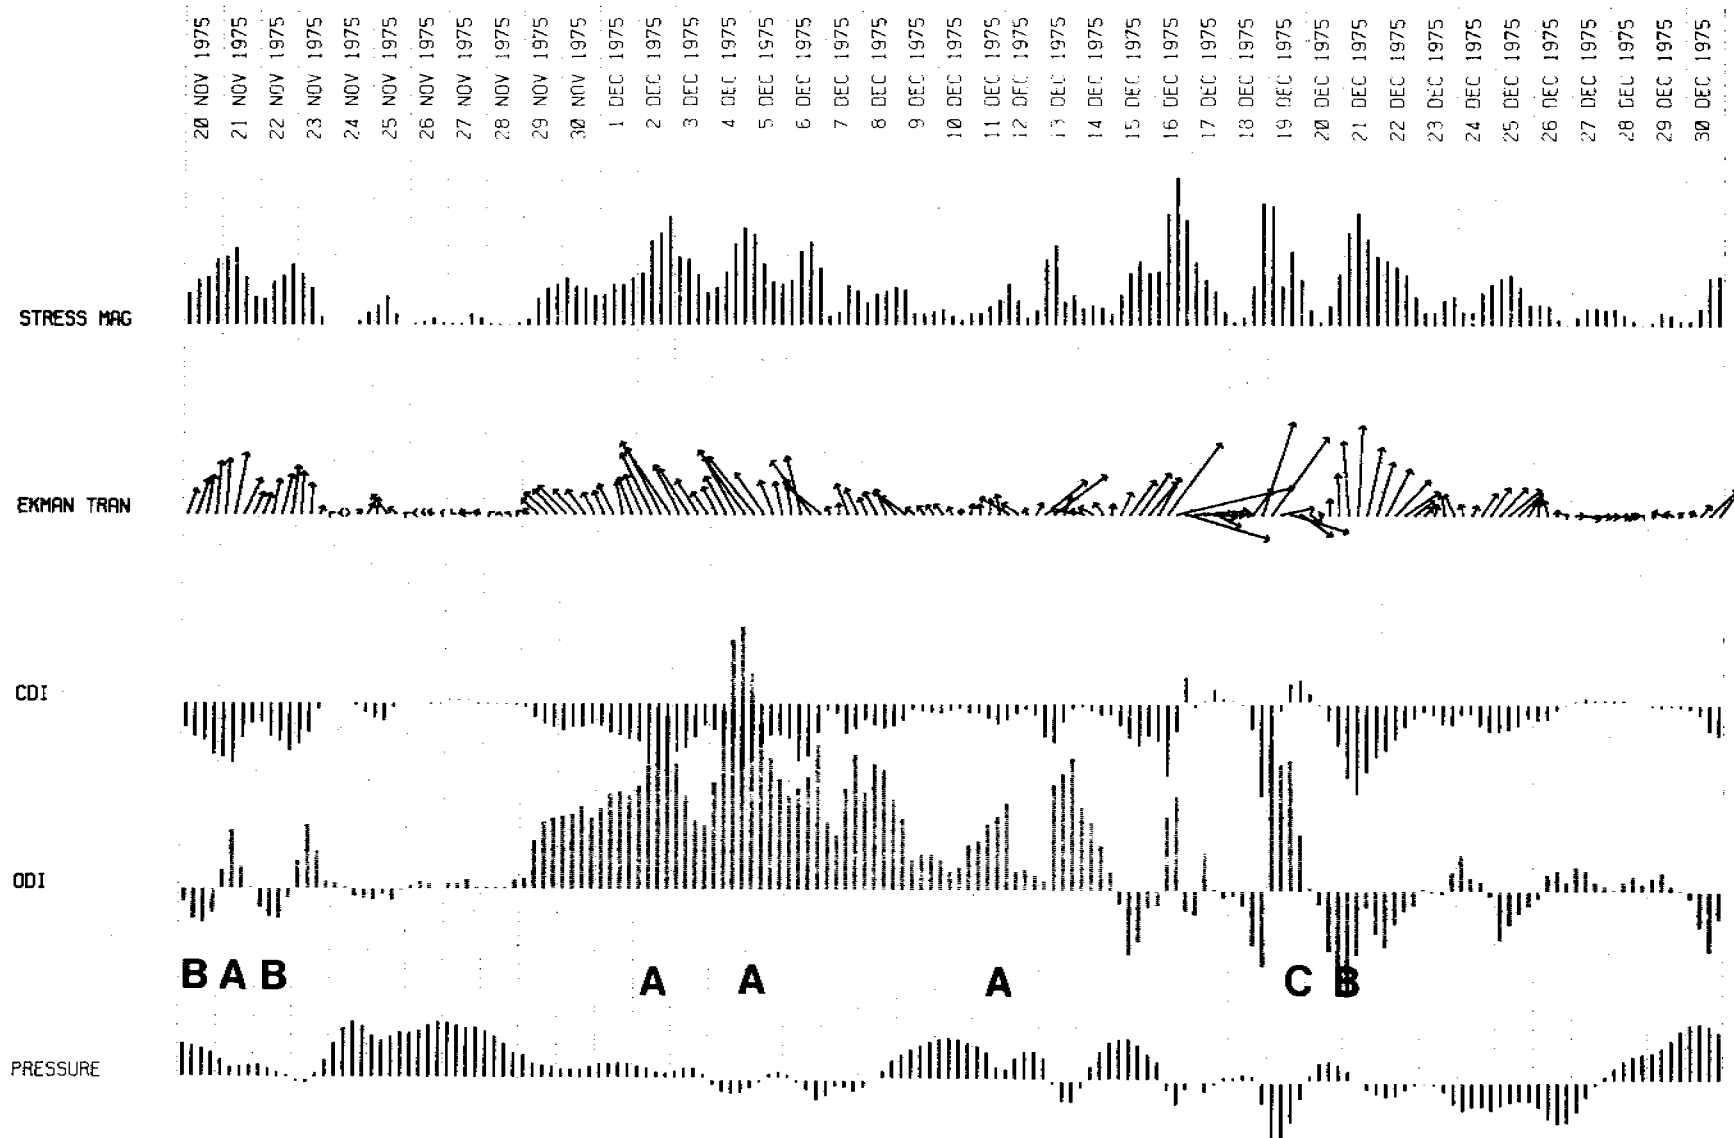 20 NOV 1975
21 NOV 1975
22 NOV 1975
23 NOV 1975
24 NOV 1975
25 NOV 1975
26 NOV 1975
27 NOV 1975
28 NOV 1975
29 NOV 1975
30 NOV 1975
1 DEC 1975
2 DEC 1975
3 DEC 1975
4 DEC 1975
5 DEC 1975
6 DEC 1975
7 DEC 1975
8 DEC 1975
9 DEC 1975
10 DEC 1975
11 DEC 1975
12 DEC 1975
13 DEC 1975
14 DEC 1975
15 DEC 1975
16 DEC 1975
17 DEC 1975
18 DEC 1975
19 DEC 1975
20 DEC 1975
21 DEC 1975
22 DEC 1975
23 DEC 1975
24 DEC 1975
25 DEC 1975
26 DEC 1975
27 DEC 1975
28 DEC 1975
29 DEC 1975
30 DEC 1975
STRESS MAG
EKMAN TRAN
CDI
ODI
B A B A A A C B
PRESSURE